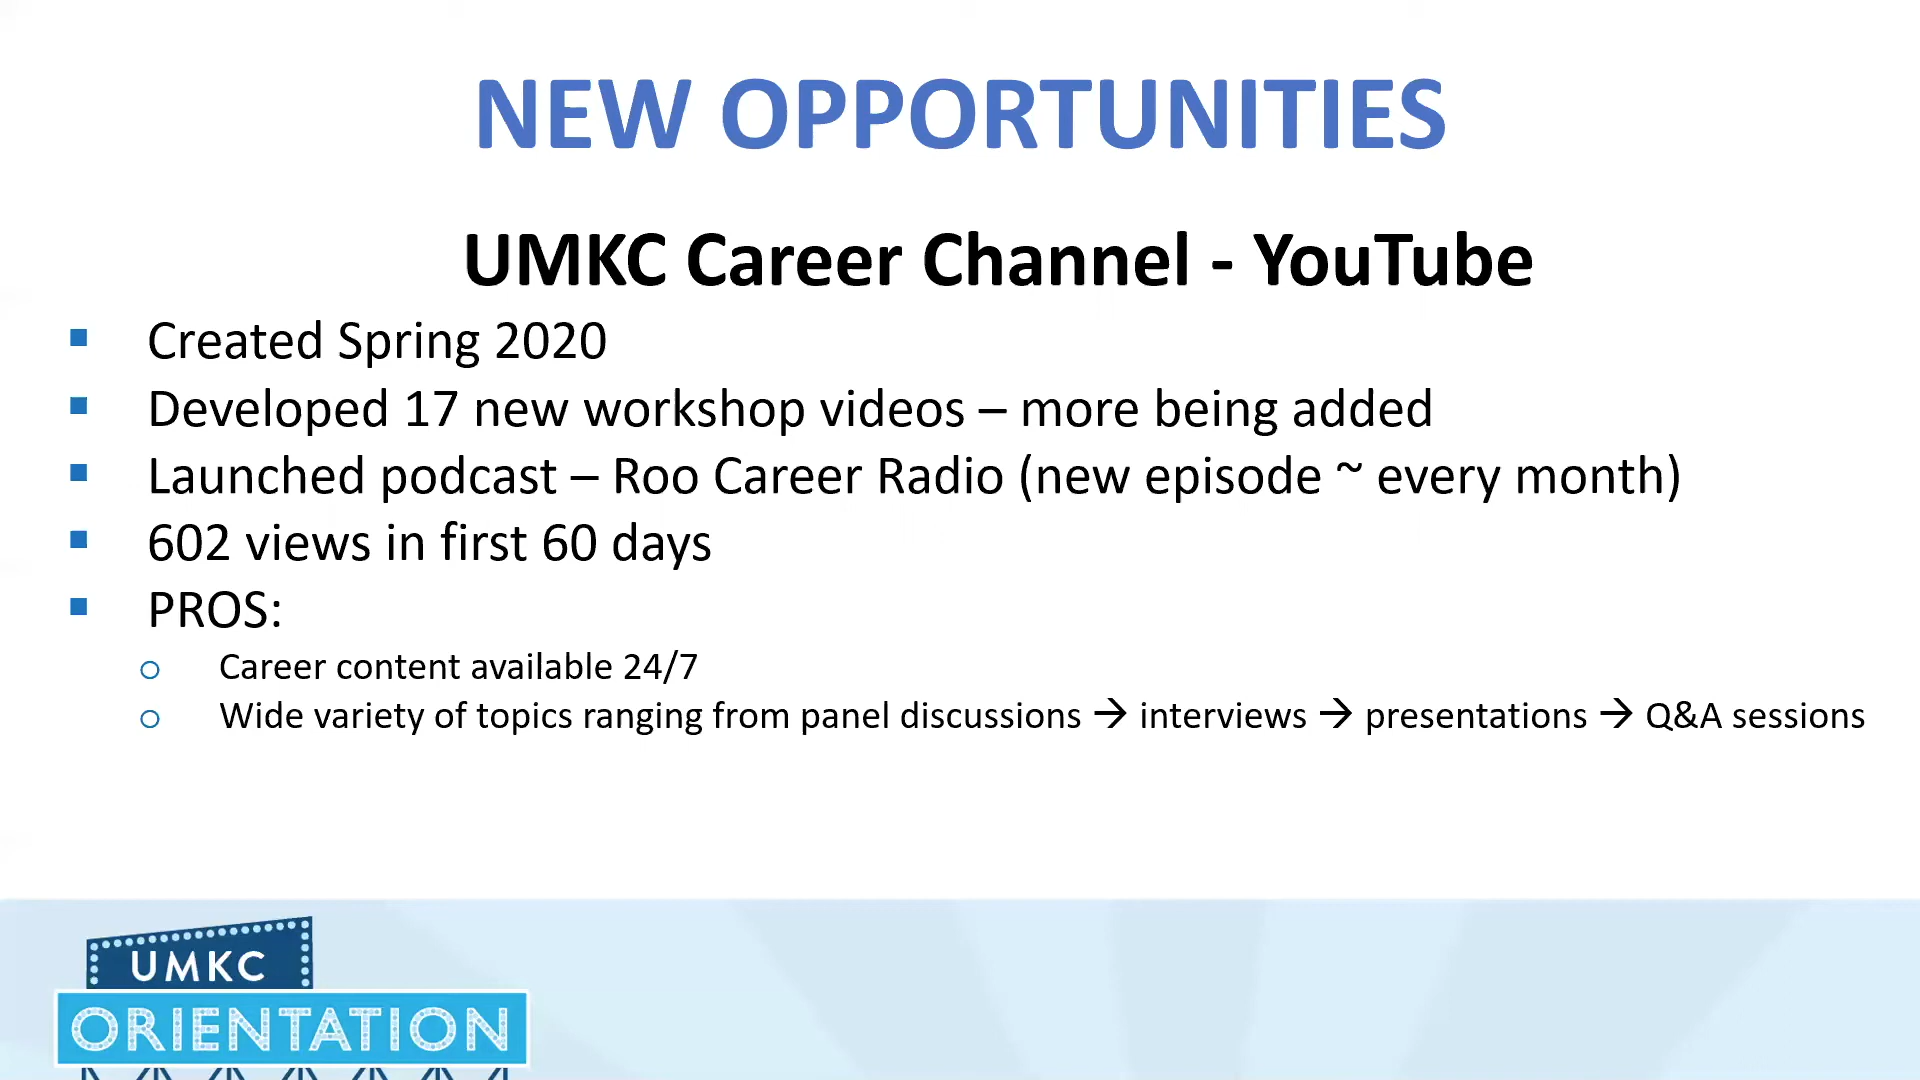 NEW OPPORTUNITIES
UMKC Career Channel - YouTube
▪ Created Spring 2020
▪ Developed 17 new workshop videos – more being added
▪ Launched podcast – Roo Career Radio (new episode ~ every month)
▪ 602 views in first 60 days
▪ PROS:
o Career content available 24/7
o Wide variety of topics ranging from panel discussions → interviews → presentations → Q&A sessions
UMKC
ORIENTATION